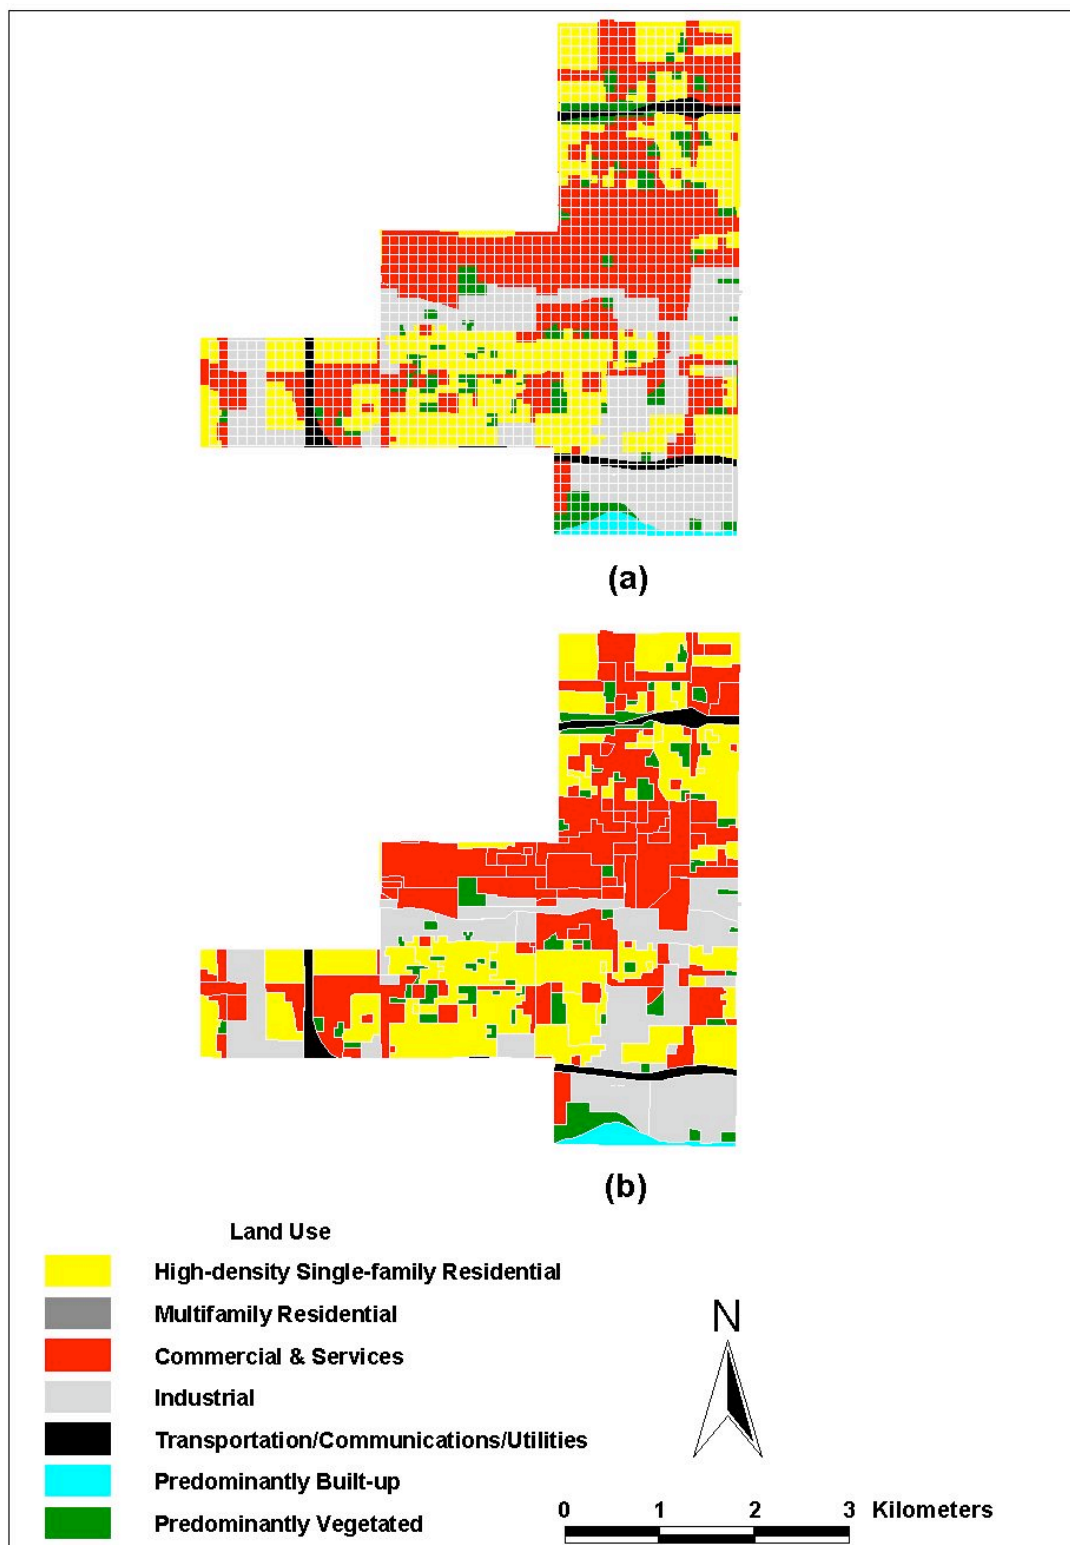 (a)
(b)
Land Use
High-density Single-family Residential
Multifamily Residential
Commercial & Services
Industrial
Transportation/Communications/Utilities
Predominantly Built-up
Predominantly Vegetated
N
0 1 2 3 Kilometers